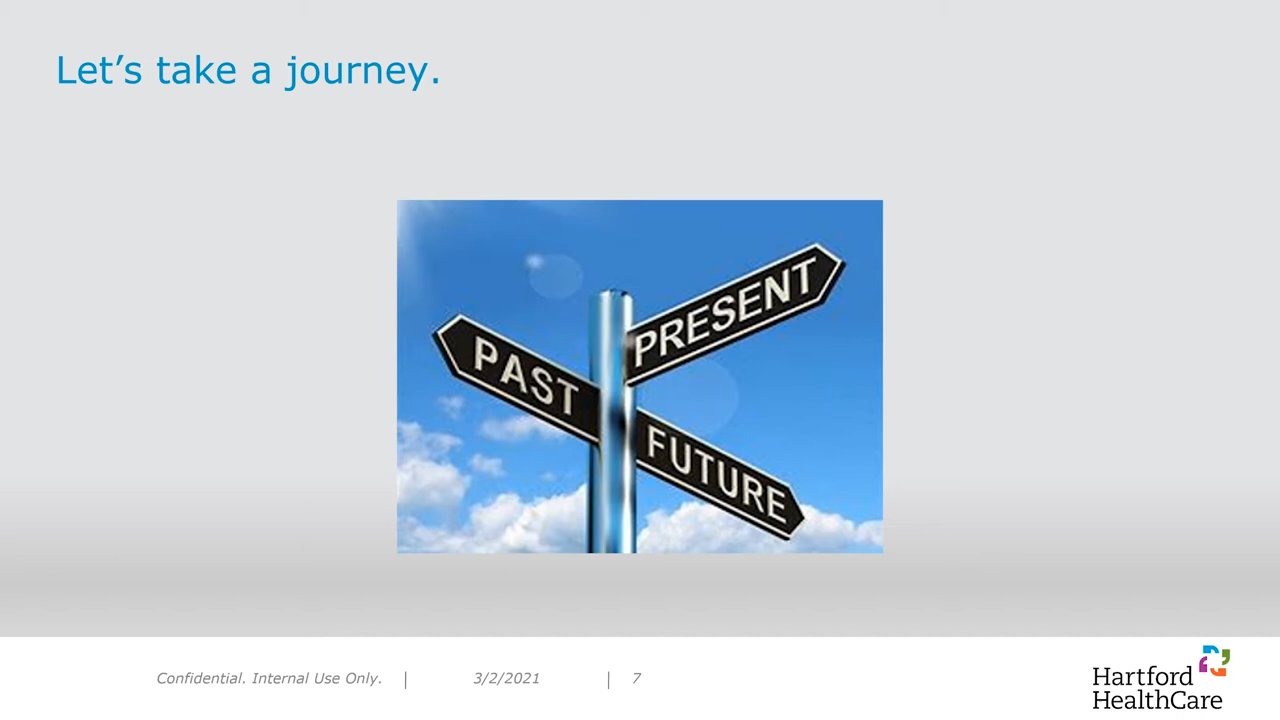 Let’s take a journey.
PRESENT
PAST
FUTURE
Confidential. Internal Use Only. | 3/2/2021 | 7
Hartford
HealthCare